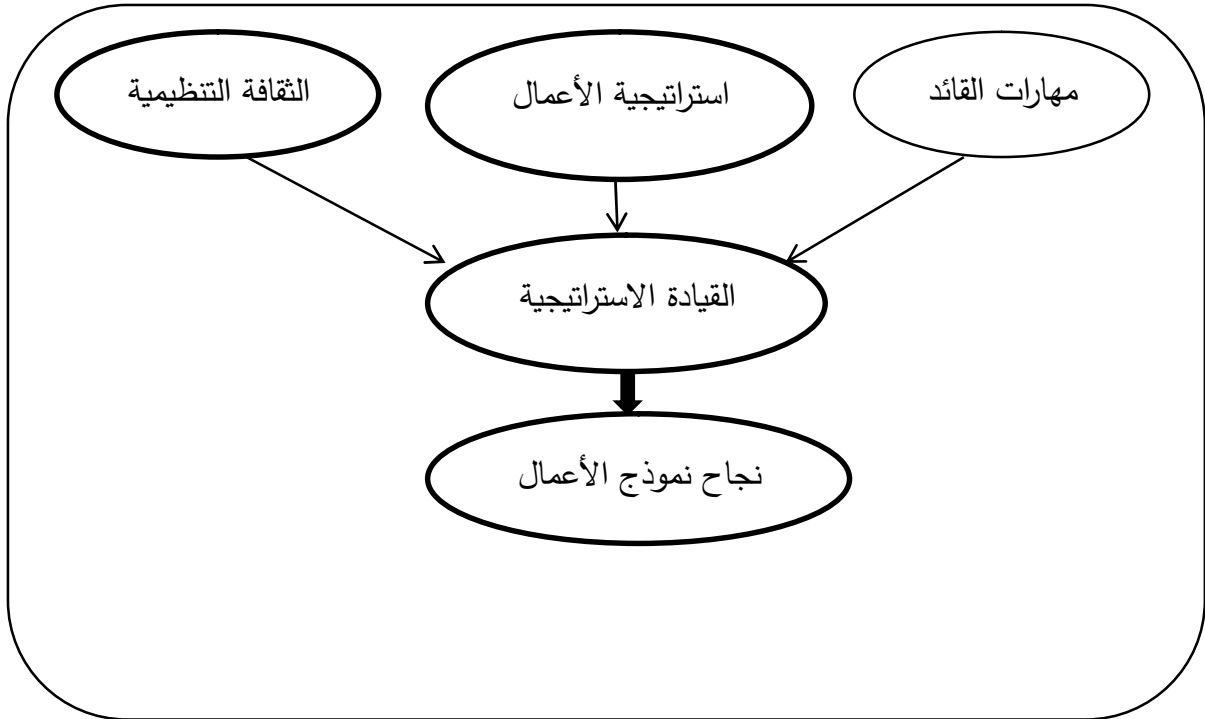 مهارات القائد
استراتيجية الأعمال
الثقافة التنظيمية
القيادة الاستراتيجية
نجاح نموذج الأعمال